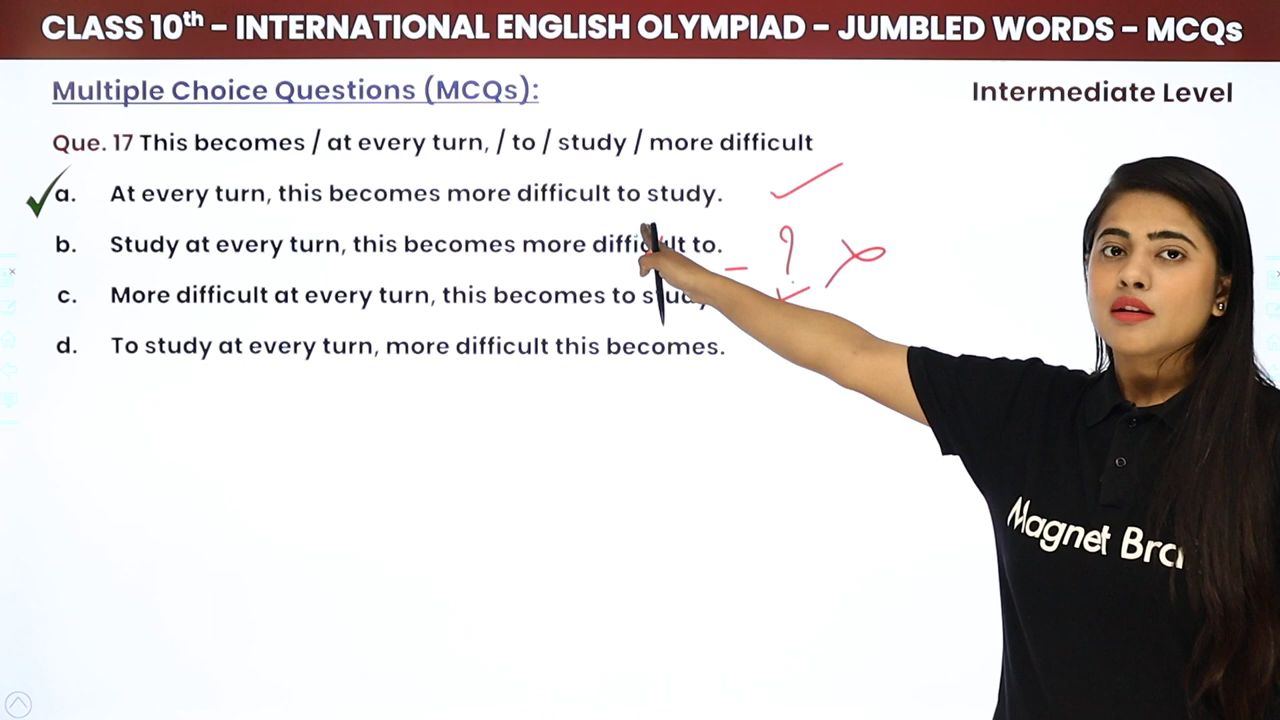 CLASS 10th – INTERNATIONAL ENGLISH OLYMPIAD – JUMBLED WORDS – MCQs
Multiple Choice Questions (MCQs):
Intermediate Level
Que. 17 This becomes / at every turn, / to / study / more difficult
a. At every turn, this becomes more difficult to study.
b. Study at every turn, this becomes more difficult to.
– ?
c. More difficult at every turn, this becomes to study
d. To study at every turn, more difficult this becomes.
Magnet Bra